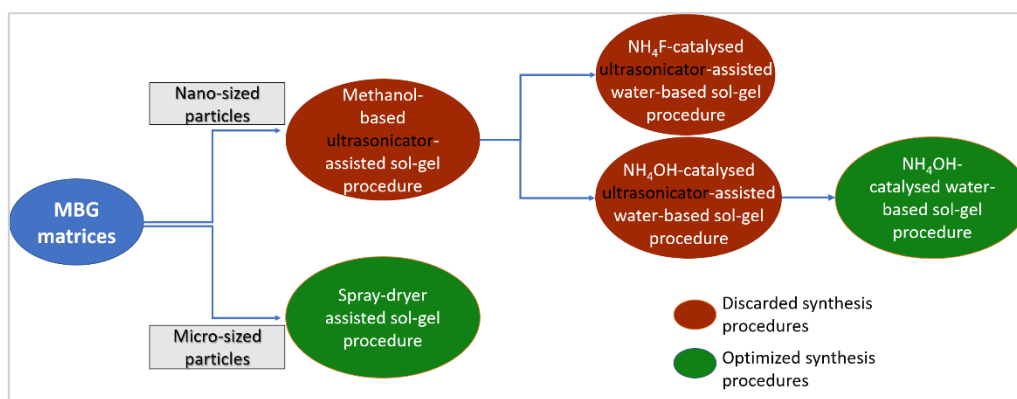 MBG
matrices
Nano-sized
particles
Methanol-
based
ultrasonicator-
assisted sol-gel
procedure
NH₄F-catalysed
ultrasonicator-assisted
water-based sol-gel
procedure
NH₄OH-catalysed
ultrasonicator-assisted
water-based sol-gel
procedure
NH₄OH-
catalysed water-
based sol-gel
procedure
Micro-sized
particles
Spray-dryer
assisted sol-gel
procedure
Discarded synthesis
procedures
Optimized synthesis
procedures